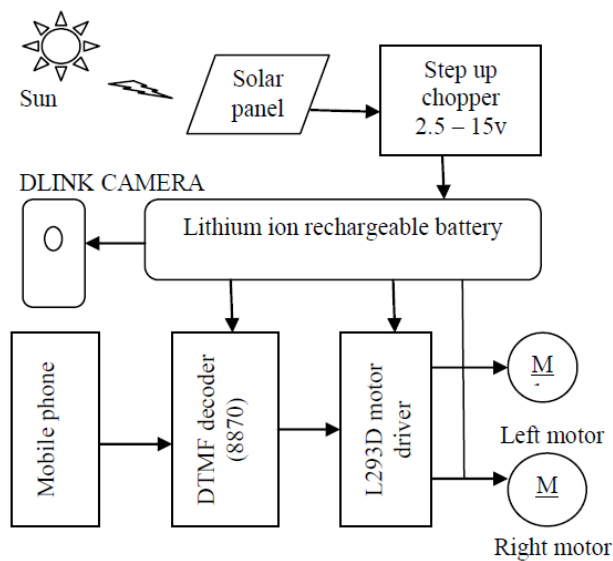 Sun
Solar
panel
Step up
chopper
2.5 – 15v
DLINK CAMERA
Lithium ion rechargeable battery
Mobile phone
DTMF decoder
(8870)
L293D motor
driver
M
Left motor
M
Right motor